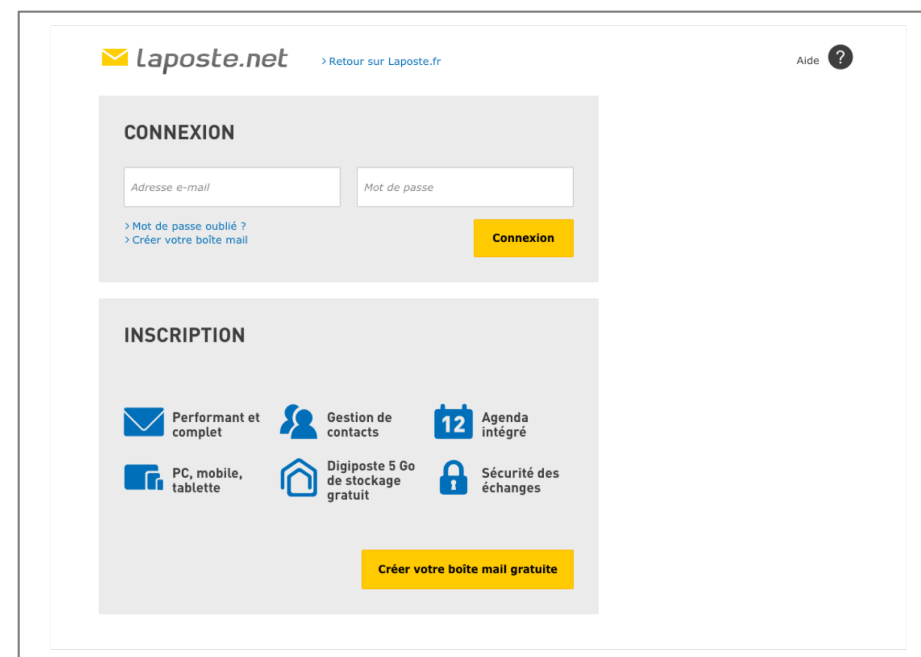 Laposte.net
> Retour sur Laposte.fr
Aide ?
CONNEXION
Adresse e-mail
Mot de passe
> Mot de passe oublié ?
> Créer votre boîte mail
Connexion
INSCRIPTION
Performant et
complet
Gestion de
contacts
12
Agenda
intégré
PC, mobile,
tablette
Digiposte 5 Go
de stockage
gratuit
Sécurité des
échanges
Créer votre boîte mail gratuite